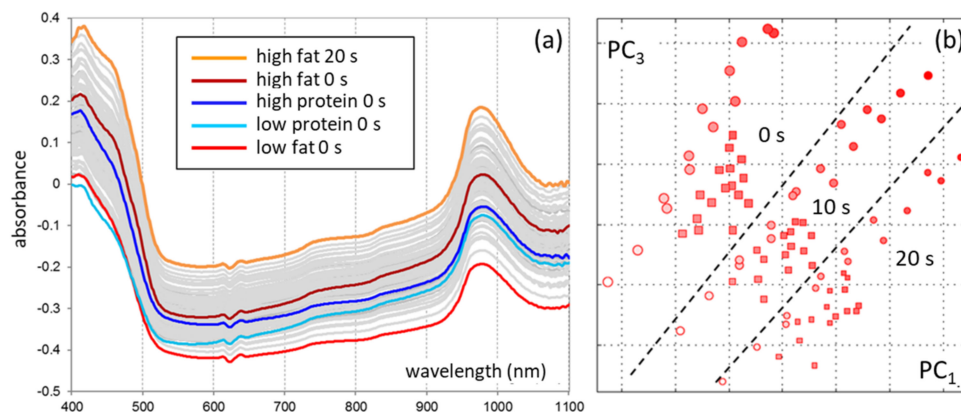 0.4
(a)
0.3
0.2
0.1
0
-0.1
-0.2
-0.3
-0.4
-0.5
absorbance
high fat 20 s
high fat 0 s
high protein 0 s
low protein 0 s
low fat 0 s
wavelength (nm)
400 500 600 700 800 900 1000 1100
PC3
(b)
0 s
10 s
20 s
PC1